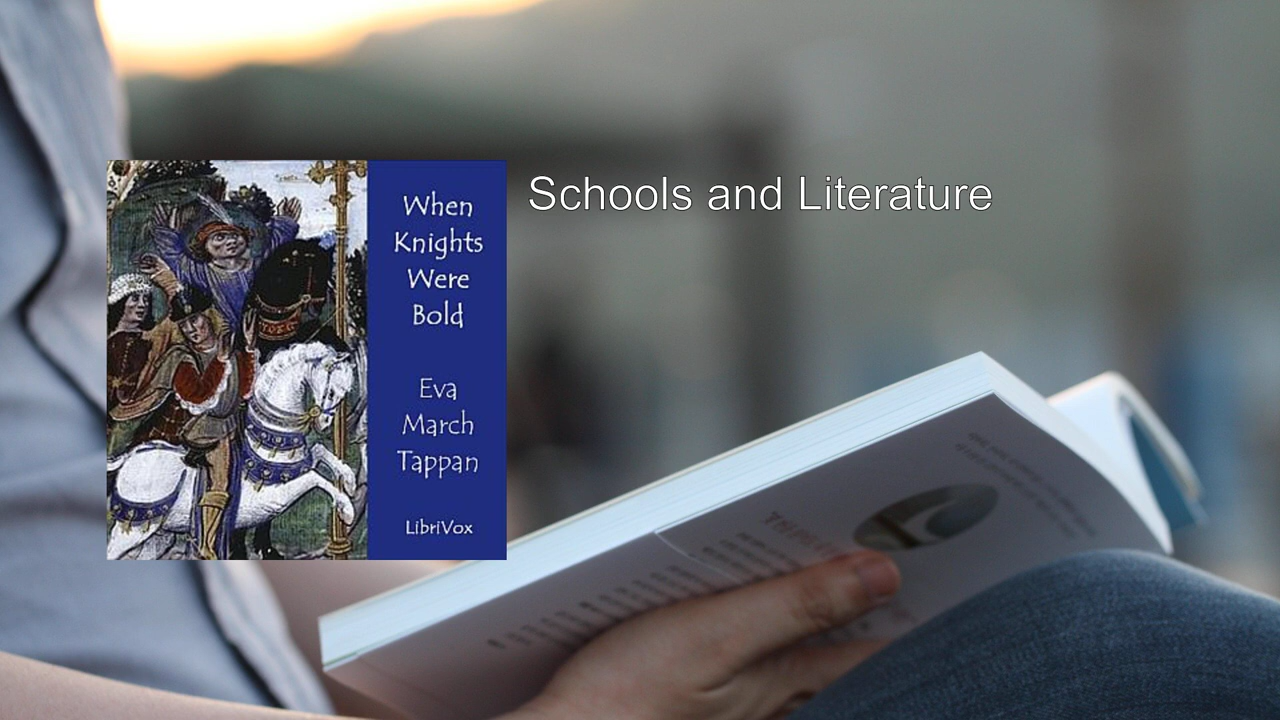 When
Knights
Were
Bold
Eva
March
Tappan
LibriVox
Schools and Literature